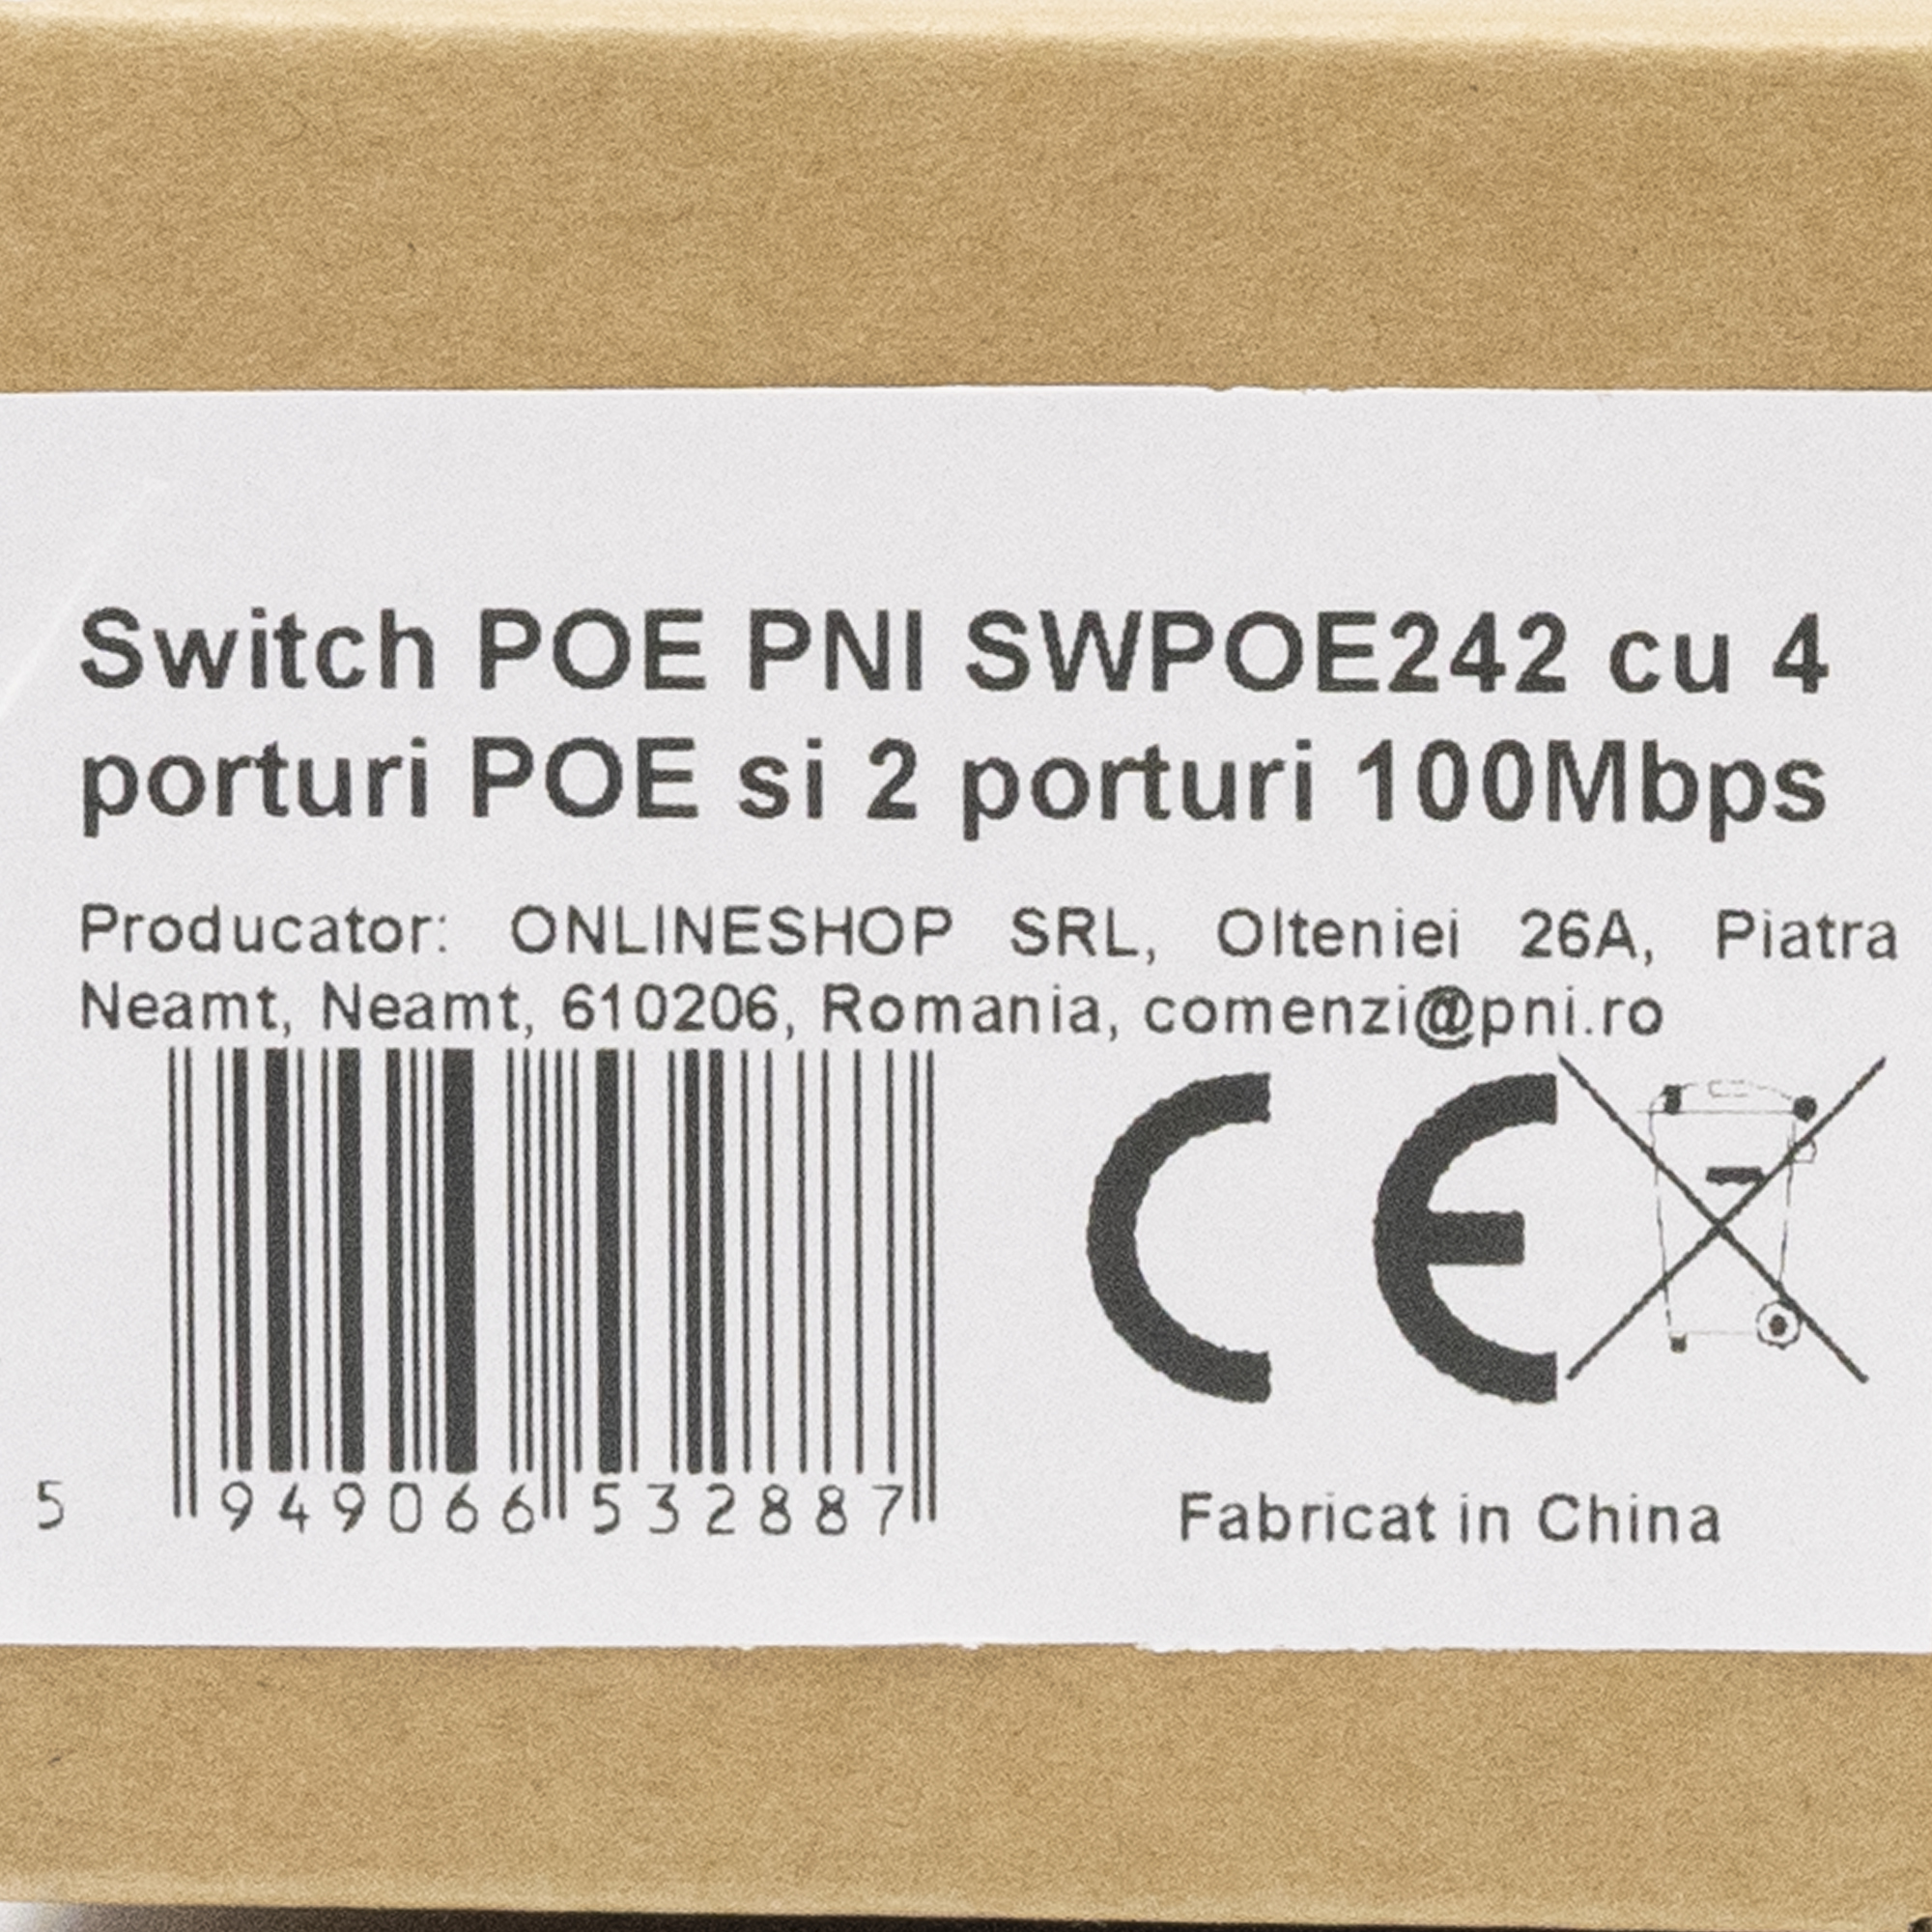 Switch POE PNI SWPOE242 cu 4
porturi POE si 2 porturi 100Mbps
Producator: ONLINESHOP SRL, Olteniei 26A, Piatra
Neamt, Neamt, 610206, Romania, comenzi@pni.ro
5 949066 532887
CE
Fabricat in China